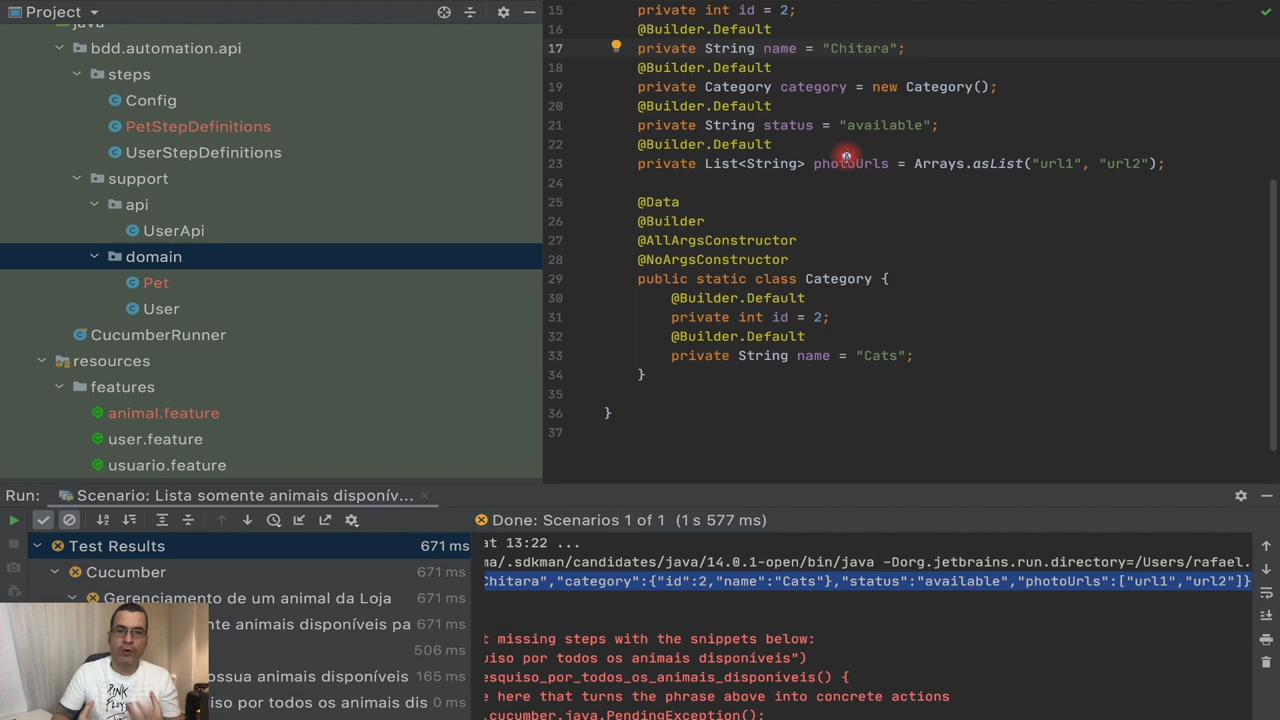 Project
java
bdd.automation.api
steps
Config
PetStepDefinitions
UserStepDefinitions
support
api
UserApi
domain
Pet
User
CucumberRunner
resources
features
animal.feature
user.feature
usuario.feature
15 private int id = 2;
16 @Builder.Default
17 private String name = "Chitara";
18 @Builder.Default
19 private Category category = new Category();
20 @Builder.Default
21 private String status = "available";
22 @Builder.Default
23 private List<String> photoUrls = Arrays.asList("url1", "url2");
24
25 @Data
26 @Builder
27 @AllArgsConstructor
28 @NoArgsConstructor
29 public static class Category {
30 @Builder.Default
31 private int id = 2;
32 @Builder.Default
33 private String name = "Cats";
34 }
35
36 }
37
Run: Scenario: Lista somente animais disponív...
Test Results 671 ms
Cucumber 671 ms
Gerenciamento de um animal da Loja 671 ms
nte animais disponíveis pa 671 ms
506 ms
ossua animais disponíveis 165 ms
iso por todos os animais dis 0 ms
Done: Scenarios 1 of 1 (1 s 577 ms)
at 13:22 ...
ma/.sdkman/candidates/java/14.0.1-open/bin/java -Dorg.jetbrains.run.directory=/Users/rafael.
Chitara","category":{"id":2,"name":"Cats"},"status":"available","photoUrls":["url1","url2"]}
t missing steps with the snippets below:
uiso por todos os animais disponíveis")
esquiso_por_todos_os_animais_disponíveis() {
e here that turns the phrase above into concrete actions
.cucumber.java.PendingException();
PINK
FLOYD